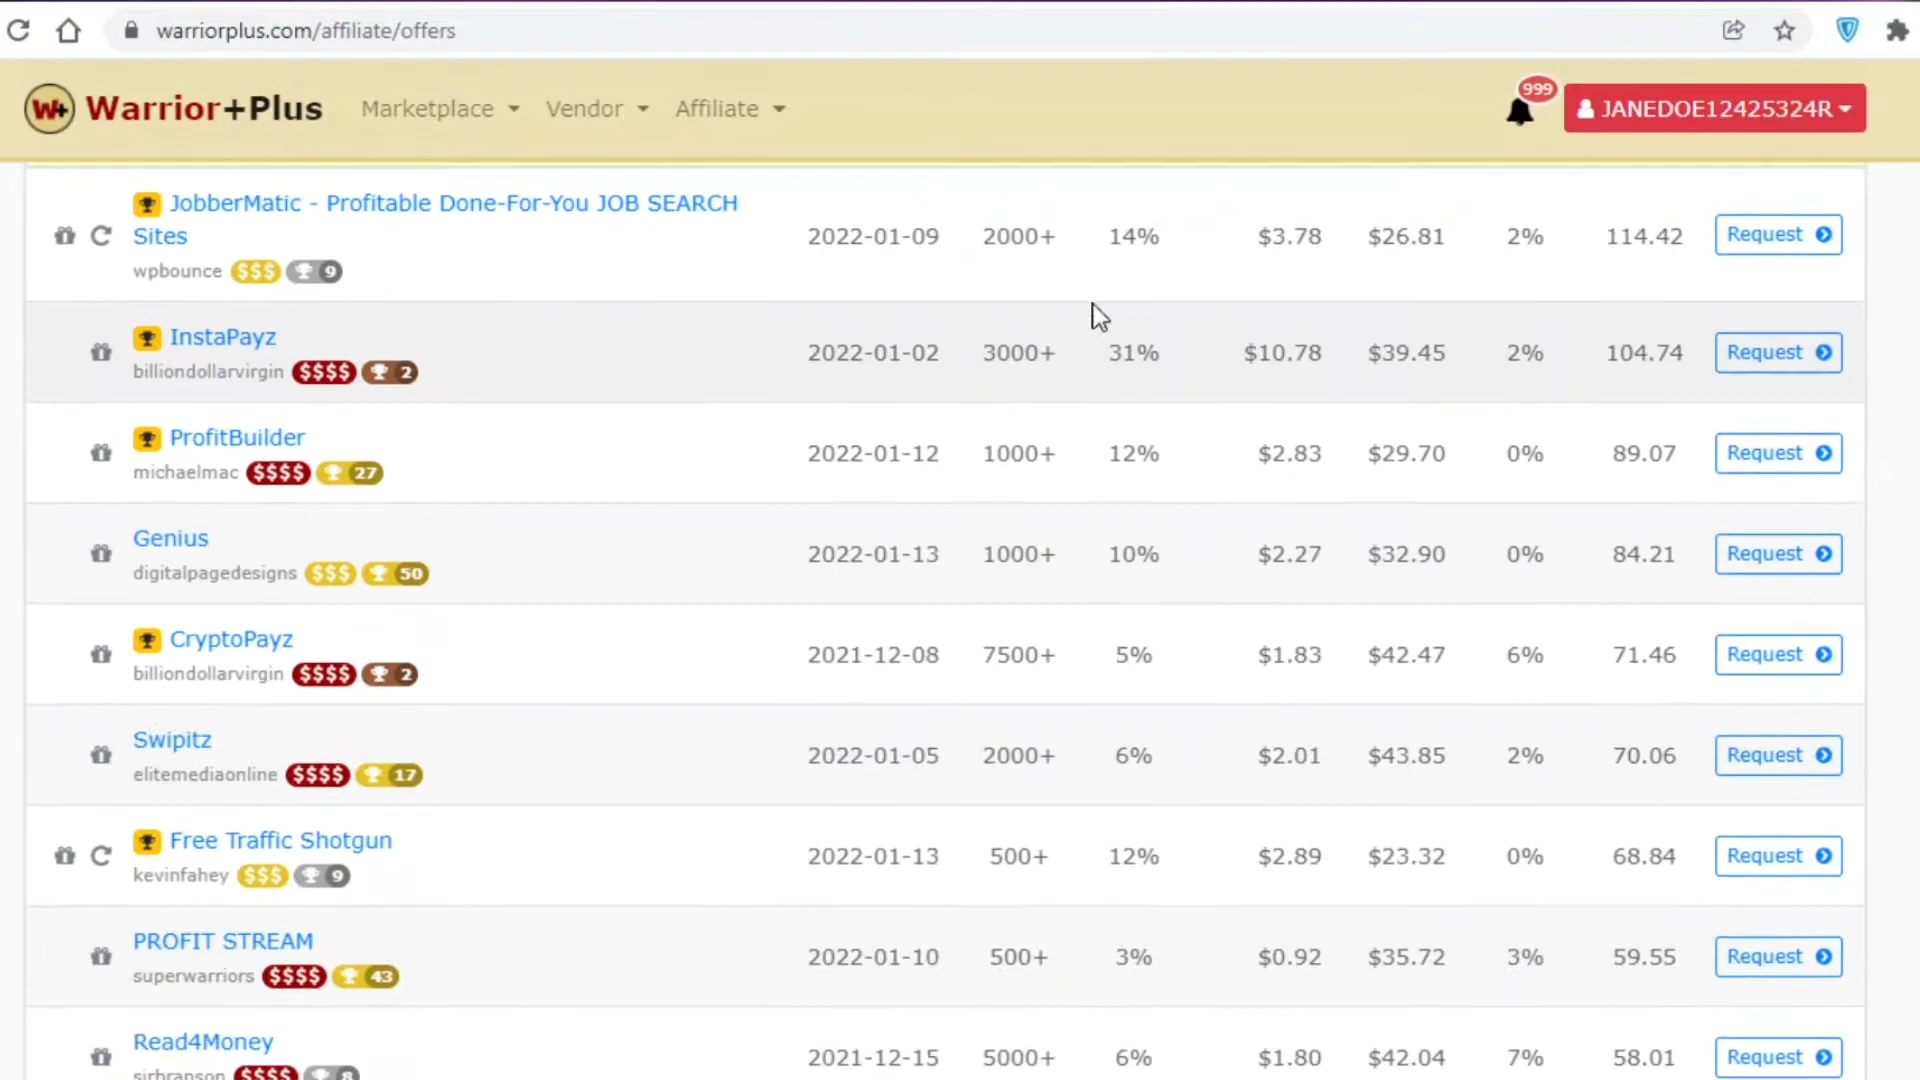 warriorplus.com/affiliate/offers
W+ Warrior+Plus Marketplace Vendor Affiliate 999 JANEDOE12425324R
JobberMatic - Profitable Done-For-You JOB SEARCH
Sites 2022-01-09 2000+ 14% $3.78 $26.81 2% 114.42 Request
wpbounce $$$ 9
InstaPayz 2022-01-02 3000+ 31% $10.78 $39.45 2% 104.74 Request
billiondollarvirgin $$$$ 2
ProfitBuilder 2022-01-12 1000+ 12% $2.83 $29.70 0% 89.07 Request
michaelmac $$$$ 27
Genius 2022-01-13 1000+ 10% $2.27 $32.90 0% 84.21 Request
digitalpagedesigns $$$ 50
CryptoPayz 2021-12-08 7500+ 5% $1.83 $42.47 6% 71.46 Request
billiondollarvirgin $$$$ 2
Swipitz 2022-01-05 2000+ 6% $2.01 $43.85 2% 70.06 Request
elitemediaonline $$$$ 17
Free Traffic Shotgun 2022-01-13 500+ 12% $2.89 $23.32 0% 68.84 Request
kevinfahey $$$ 9
PROFIT STREAM 2022-01-10 500+ 3% $0.92 $35.72 3% 59.55 Request
superwarriors $$$$ 43
Read4Money 2021-12-15 5000+ 6% $1.80 $42.04 7% 58.01 Request
sirbranson $$$$ 8